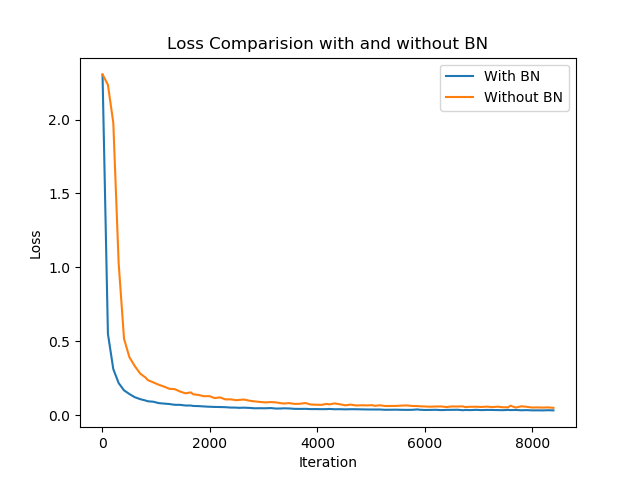 Loss Comparision with and without BN
With BN
Without BN
2.0
1.5
1.0
0.5
0.0
Loss
0
2000
4000
6000
8000
Iteration